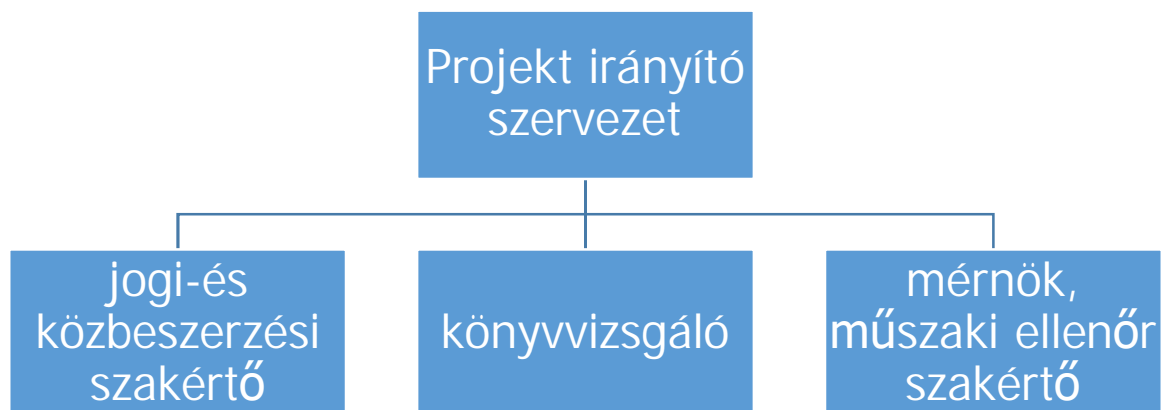 Projekt irányító
szervezet
jogi-és
közbeszerzési
szakértő
könyvvizsgáló
mérnök,
műszaki ellenőr
szakértő